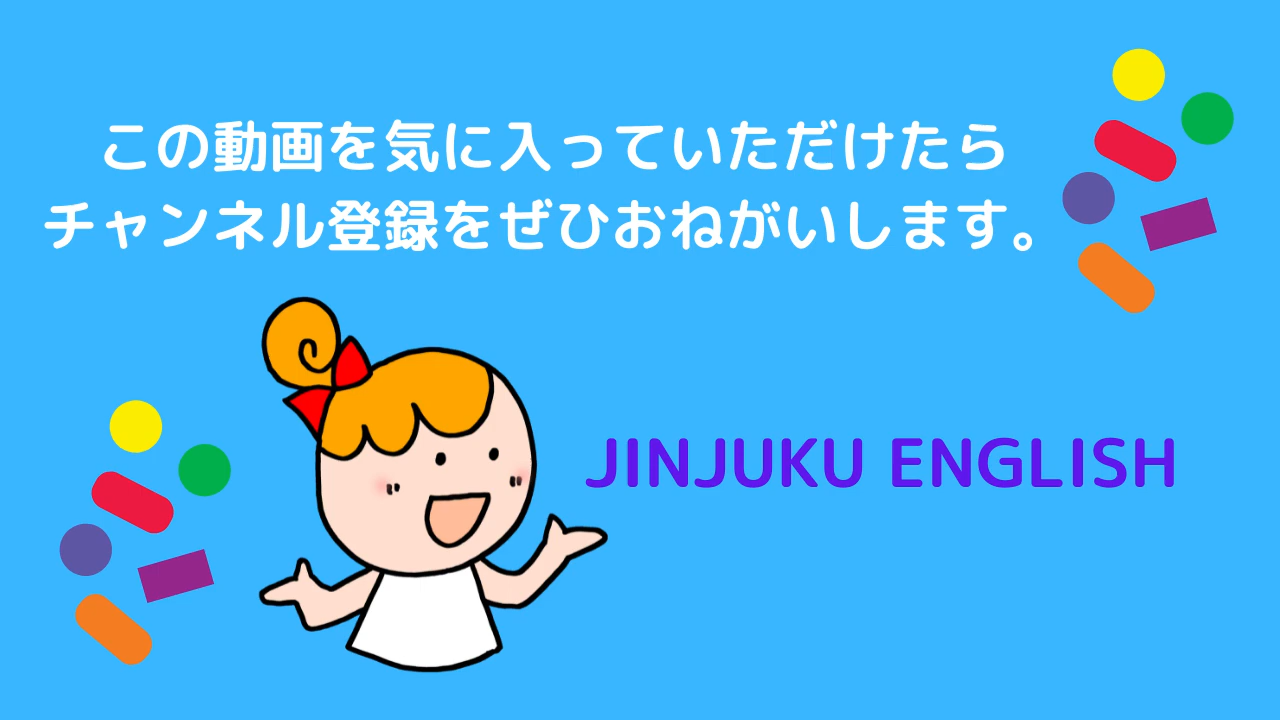 この動画を気に入っていただけたら
チャンネル登録をぜひおねがいします。
JINJUKU ENGLISH